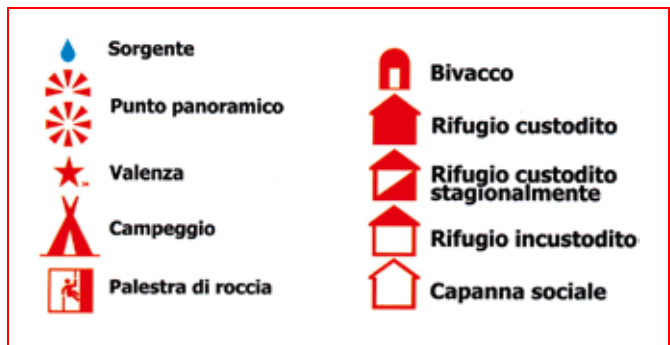 Sorgente
Punto panoramico
Valenza
Campeggio
Palestra di roccia
Bivacco
Rifugio custodito
Rifugio custodito
stagionalmente
Rifugio incustodito
Capanna sociale